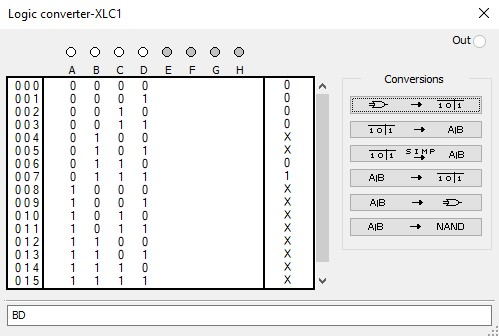 Logic converter-XLC1
Out
A B C D E F G H
000 0 0 0 0 0
001 0 0 0 1 0
002 0 0 1 0 0
003 0 0 1 1 0
004 0 1 0 0 X
005 0 1 0 1 X
006 0 1 1 0 0
007 0 1 1 1 1
008 1 0 0 0 X
009 1 0 0 1 X
010 1 0 1 0 X
011 1 0 1 1 X
012 1 1 0 0 X
013 1 1 0 1 X
014 1 1 1 0 X
015 1 1 1 1 X
Conversions
→ 1 0 | 1
1 0 | 1 → A|B
1 0 | 1 SIMP → A|B
A|B → 1 0 | 1
A|B →
A|B → NAND
BD